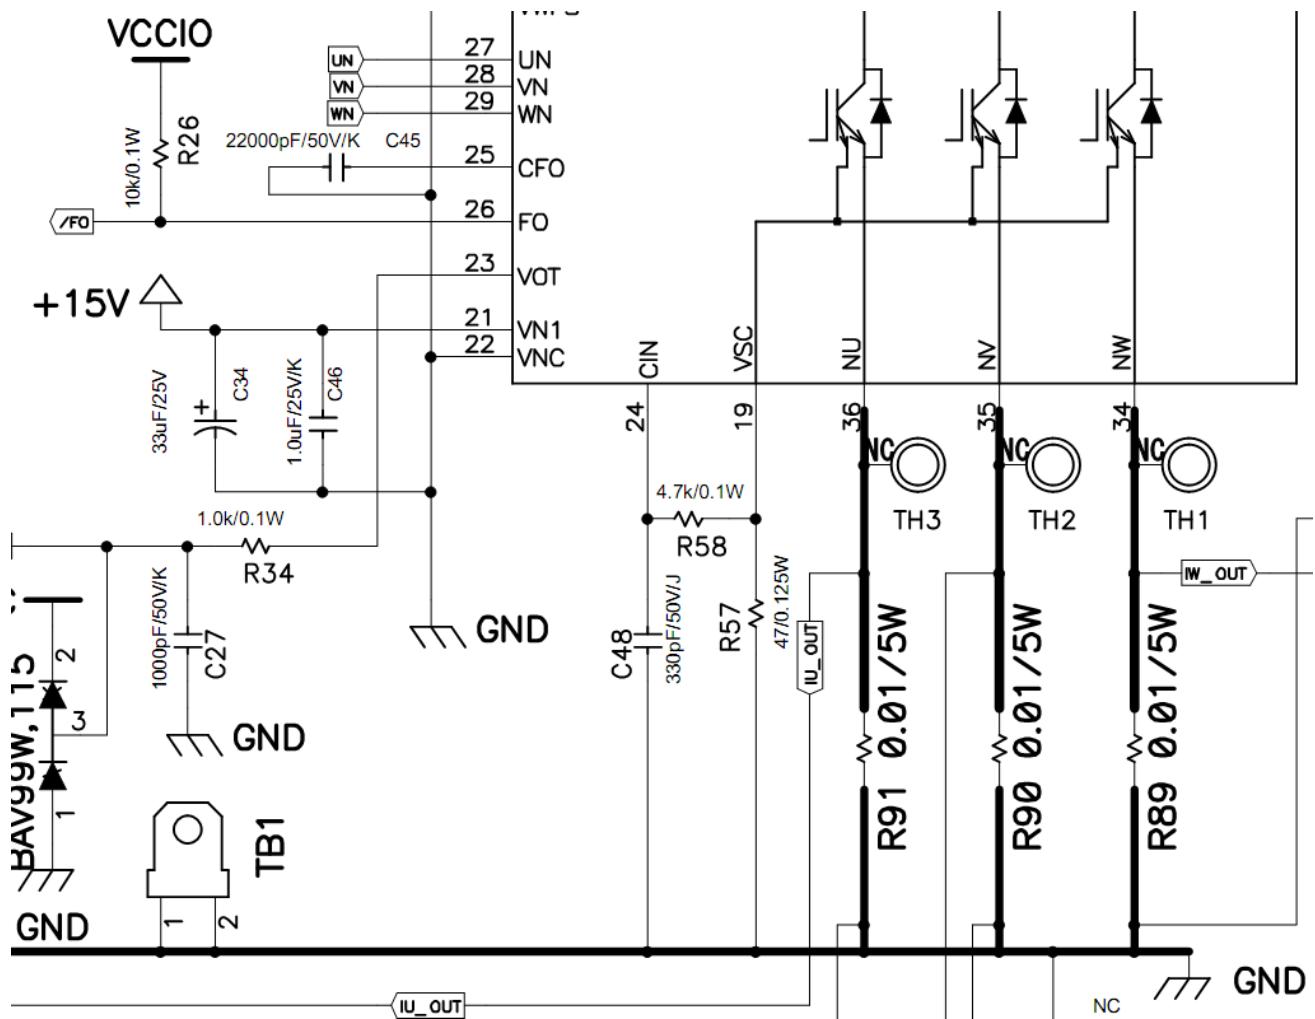 VCCIO
UN
VN
WN
27
UN
28
VN
29
WN
R26
10k/0.1W
22000pF/50V/K
C45
25
CFO
26
FO
/FO
23
VOT
+15V
21
VN1
22
VNC
CIN
VSC
NU
NV
NW
33uF/25V
+
C34
1.0uF/25V/K
C46
24
19
36
35
34
NC
NC
NC
TH3
TH2
TH1
4.7k/0.1W
R58
1.0k/0.1W
R34
IW_OUT
1000pF/50V/K
C27
GND
C48
330pF/50V/J
R57
47/0.125W
IU_OUT
R91 0.01/5W
R90 0.01/5W
R89 0.01/5W
BAV99W,115
2
3
1
GND
TB1
1
2
GND
GND
IU_OUT
NC